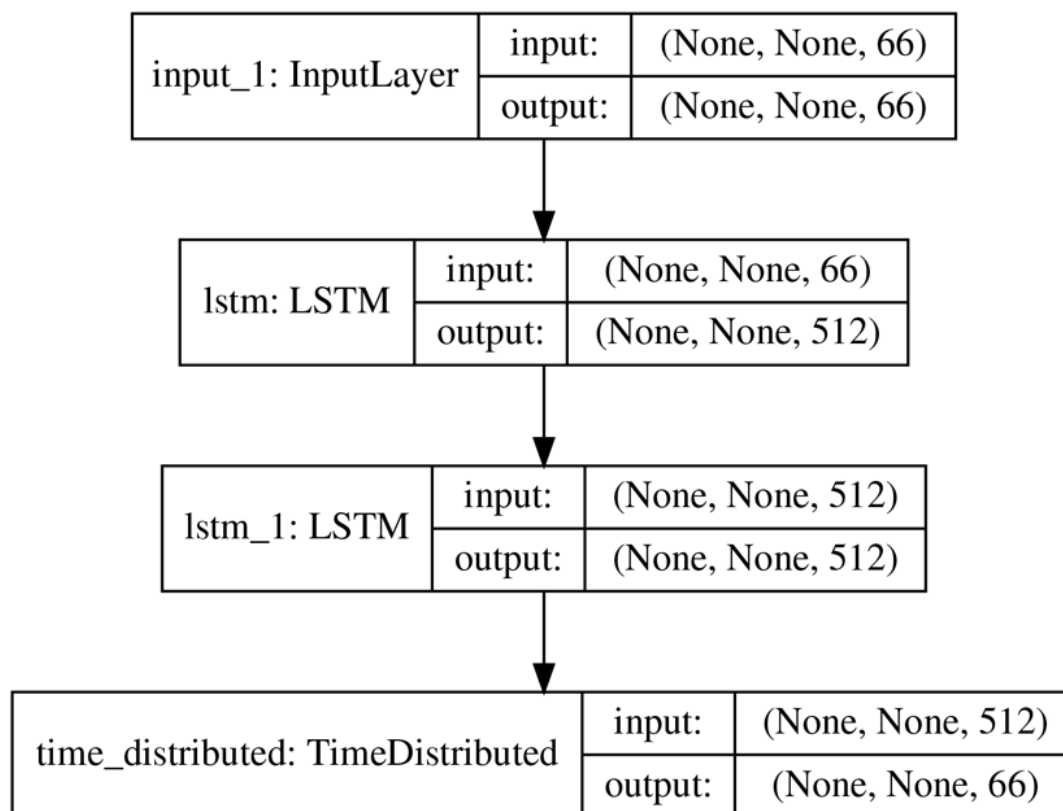 input_1: InputLayer
input: (None, None, 66)
output: (None, None, 66)
lstm: LSTM
input: (None, None, 66)
output: (None, None, 512)
lstm_1: LSTM
input: (None, None, 512)
output: (None, None, 512)
time_distributed: TimeDistributed
input: (None, None, 512)
output: (None, None, 66)